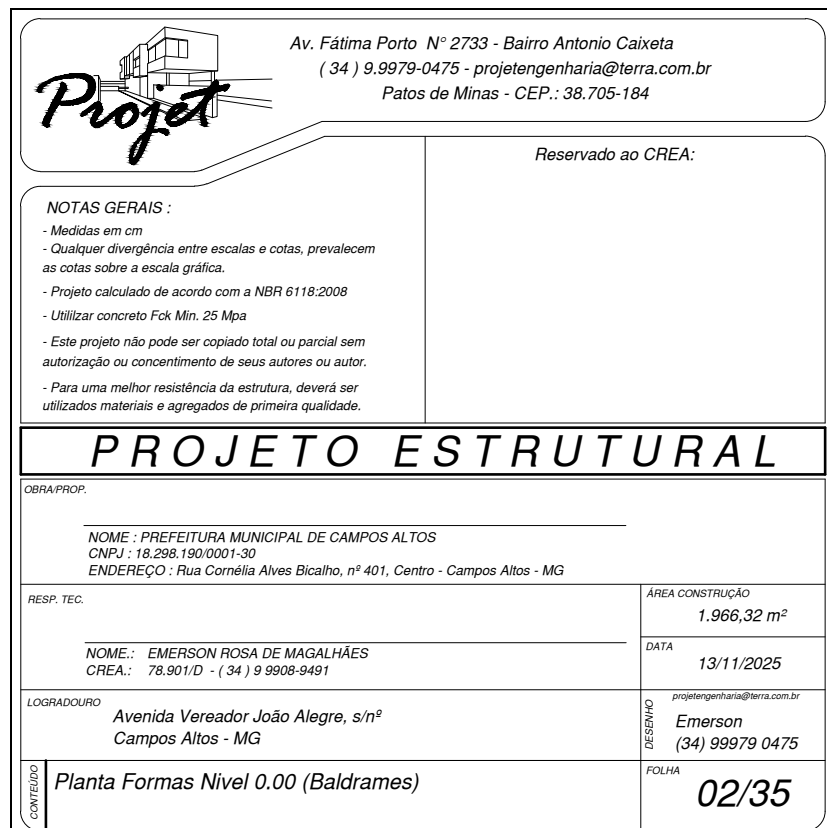 Projet
Av. Fátima Porto N° 2733 - Bairro Antonio Caixeta
( 34 ) 9.9979-0475 - projetengenharia@terra.com.br
Patos de Minas - CEP.: 38.705-184
Reservado ao CREA:
NOTAS GERAIS :
- Medidas em cm
- Qualquer divergência entre escalas e cotas, prevalecem
as cotas sobre a escala gráfica.
- Projeto calculado de acordo com a NBR 6118:2008
- Utililzar concreto Fck Min. 25 Mpa
- Este projeto não pode ser copiado total ou parcial sem
autorização ou concentimento de seus autores ou autor.
- Para uma melhor resistência da estrutura, deverá ser
utilizados materiais e agregados de primeira qualidade.
PROJETO ESTRUTURAL
OBRA/PROP.
NOME : PREFEITURA MUNICIPAL DE CAMPOS ALTOS
CNPJ : 18.298.190/0001-30
ENDEREÇO : Rua Cornélia Alves Bicalho, nº 401, Centro - Campos Altos - MG
RESP. TEC.
NOME.: EMERSON ROSA DE MAGALHÃES
CREA.: 78.901/D - ( 34 ) 9 9908-9491
ÁREA CONSTRUÇÃO
1.966,32 m²
DATA
13/11/2025
LOGRADOURO
Avenida Vereador João Alegre, s/nº
Campos Altos - MG
DESENHO
projetengenharia@terra.com.br
Emerson
(34) 99979 0475
CONTEÚDO
Planta Formas Nivel 0.00 (Baldrames)
FOLHA
02/35